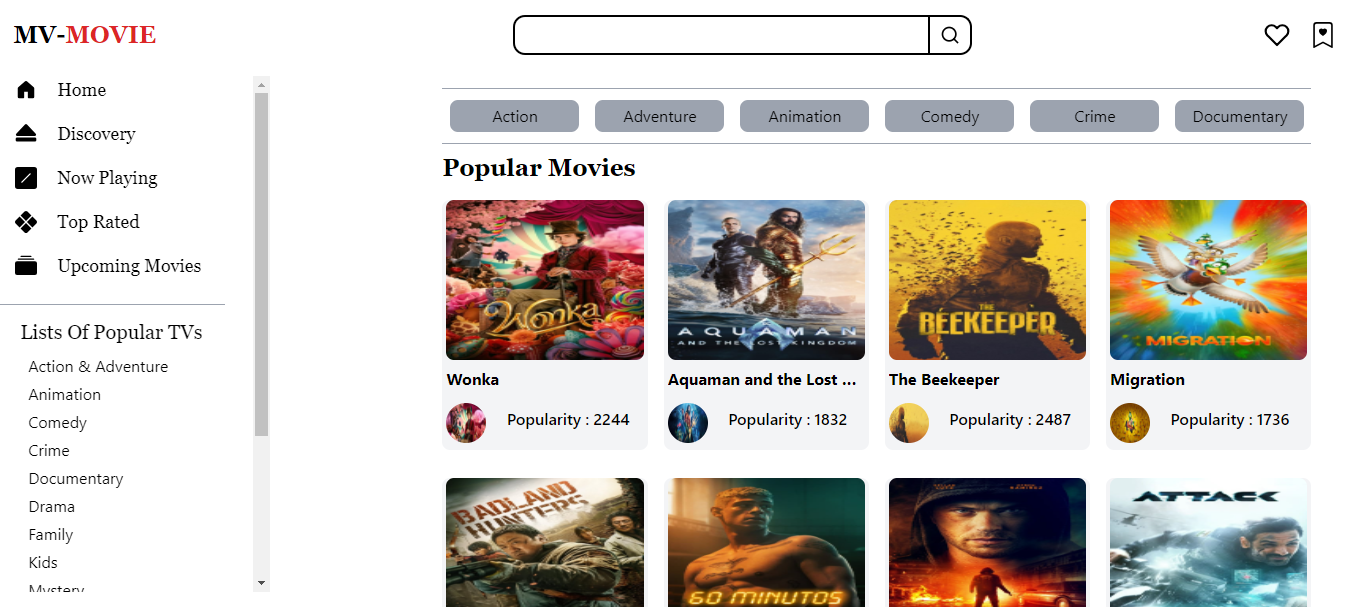 MV-MOVIE
Home
Discovery
Now Playing
Top Rated
Upcoming Movies
Lists Of Popular TVs
Action & Adventure
Animation
Comedy
Crime
Documentary
Drama
Family
Kids
Mystery
Action Adventure Animation Comedy Crime Documentary
Popular Movies
Wonka
AQUAMAN
AND THE LOST KINGDOM
THE
BEEKEEPER
MIGRATION
Wonka
Popularity : 2244
Aquaman and the Lost ...
Popularity : 1832
The Beekeeper
Popularity : 2487
Migration
Popularity : 1736
BADLAND
HUNTERS
60 MINUTOS
ATTACK